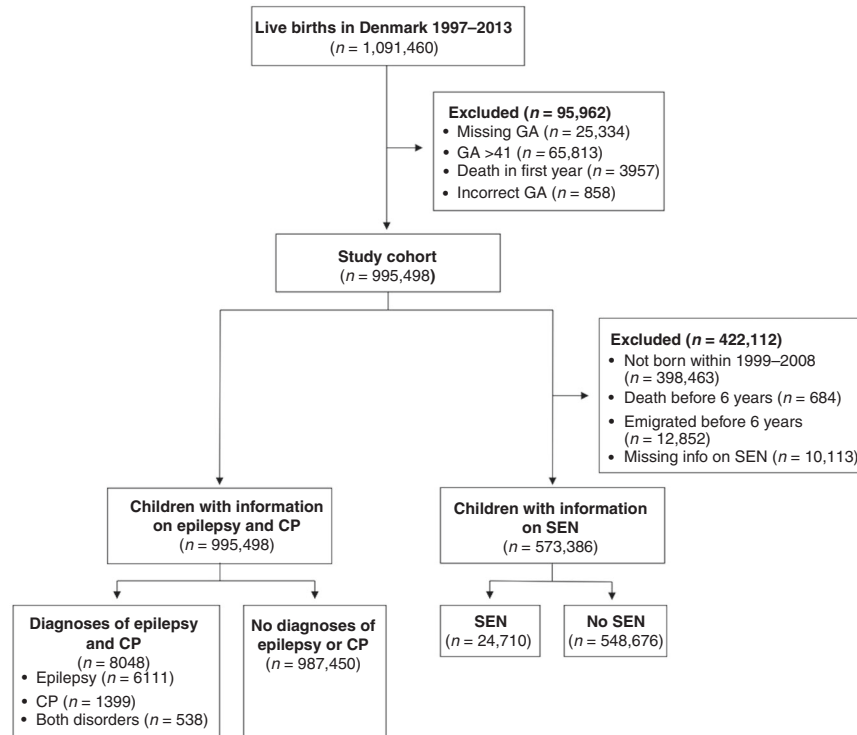 Live births in Denmark 1997–2013
(n = 1,091,460)
Excluded (n = 95,962)
• Missing GA (n = 25,334)
• GA >41 (n = 65,813)
• Death in first year (n = 3957)
• Incorrect GA (n = 858)
Study cohort
(n = 995,498)
Excluded (n = 422,112)
• Not born within 1999–2008
(n = 398,463)
• Death before 6 years (n = 684)
• Emigrated before 6 years
(n = 12,852)
• Missing info on SEN (n = 10,113)
Children with information
on epilepsy and CP
(n = 995,498)
Children with information
on SEN
(n = 573,386)
Diagnoses of epilepsy
and CP
(n = 8048)
• Epilepsy (n = 6111)
• CP (n = 1399)
• Both disorders (n = 538)
No diagnoses of
epilepsy or CP
(n = 987,450)
SEN
(n = 24,710)
No SEN
(n = 548,676)